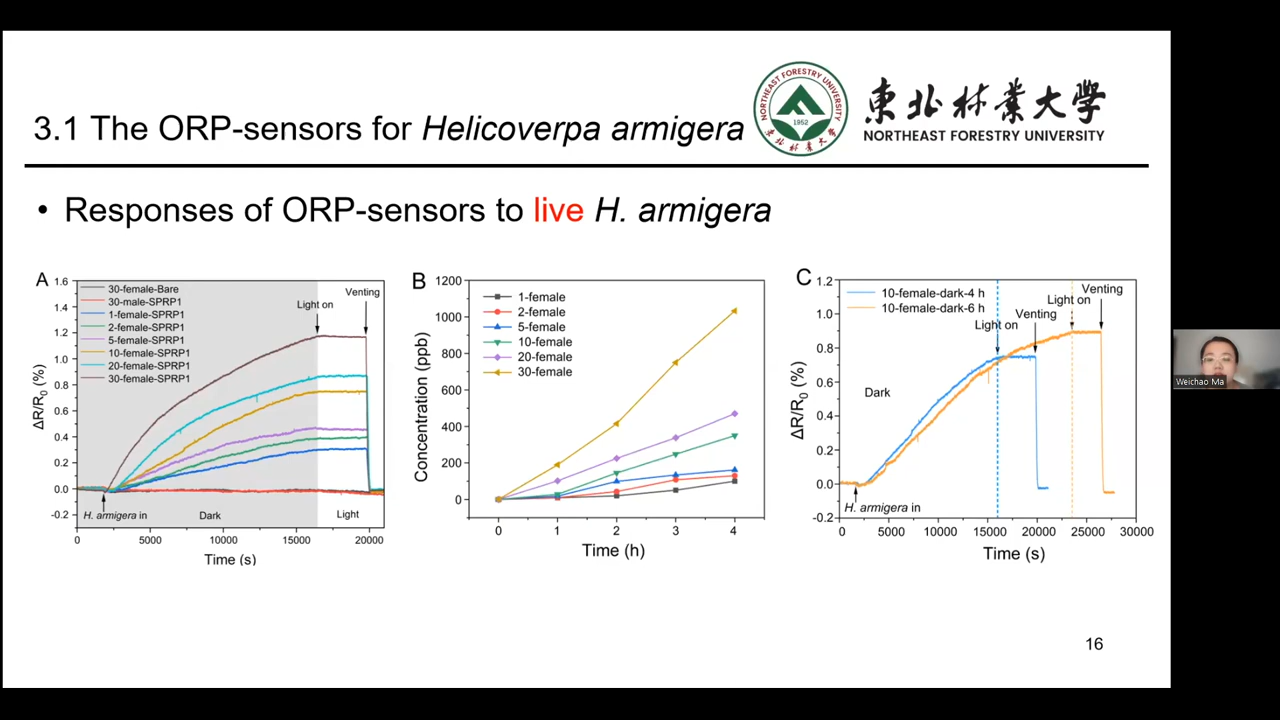 3.1 The ORP-sensors for Helicoverpa armigera
NORTHEAST FORESTRY UNIVERSITY
1952
東北林業大學
東北林業大學
NORTHEAST FORESTRY UNIVERSITY
• Responses of ORP-sensors to live H. armigera
A
ΔR/R0 (%)
1.6
1.4
1.2
1.0
0.8
0.6
0.4
0.2
0.0
-0.2
30-female-Bare
30-male-SPRP1
1-female-SPRP1
2-female-SPRP1
5-female-SPRP1
10-female-SPRP1
20-female-SPRP1
30-female-SPRP1
Light on
Venting
H. armigera in
Dark
Light
0 5000 10000 15000 20000
Time (s)
B
Concentration (ppb)
1200
1000
800
600
400
200
0
1-female
2-female
5-female
10-female
20-female
30-female
0 1 2 3 4
Time (h)
C
ΔR/R0 (%)
1.2
1.0
0.8
0.6
0.4
0.2
0.0
-0.2
10-female-dark-4 h
10-female-dark-6 h
Light on
Venting
Light on
Venting
Dark
H. armigera in
0 5000 10000 15000 20000 25000 30000
Time (s)
16
Weichao Ma